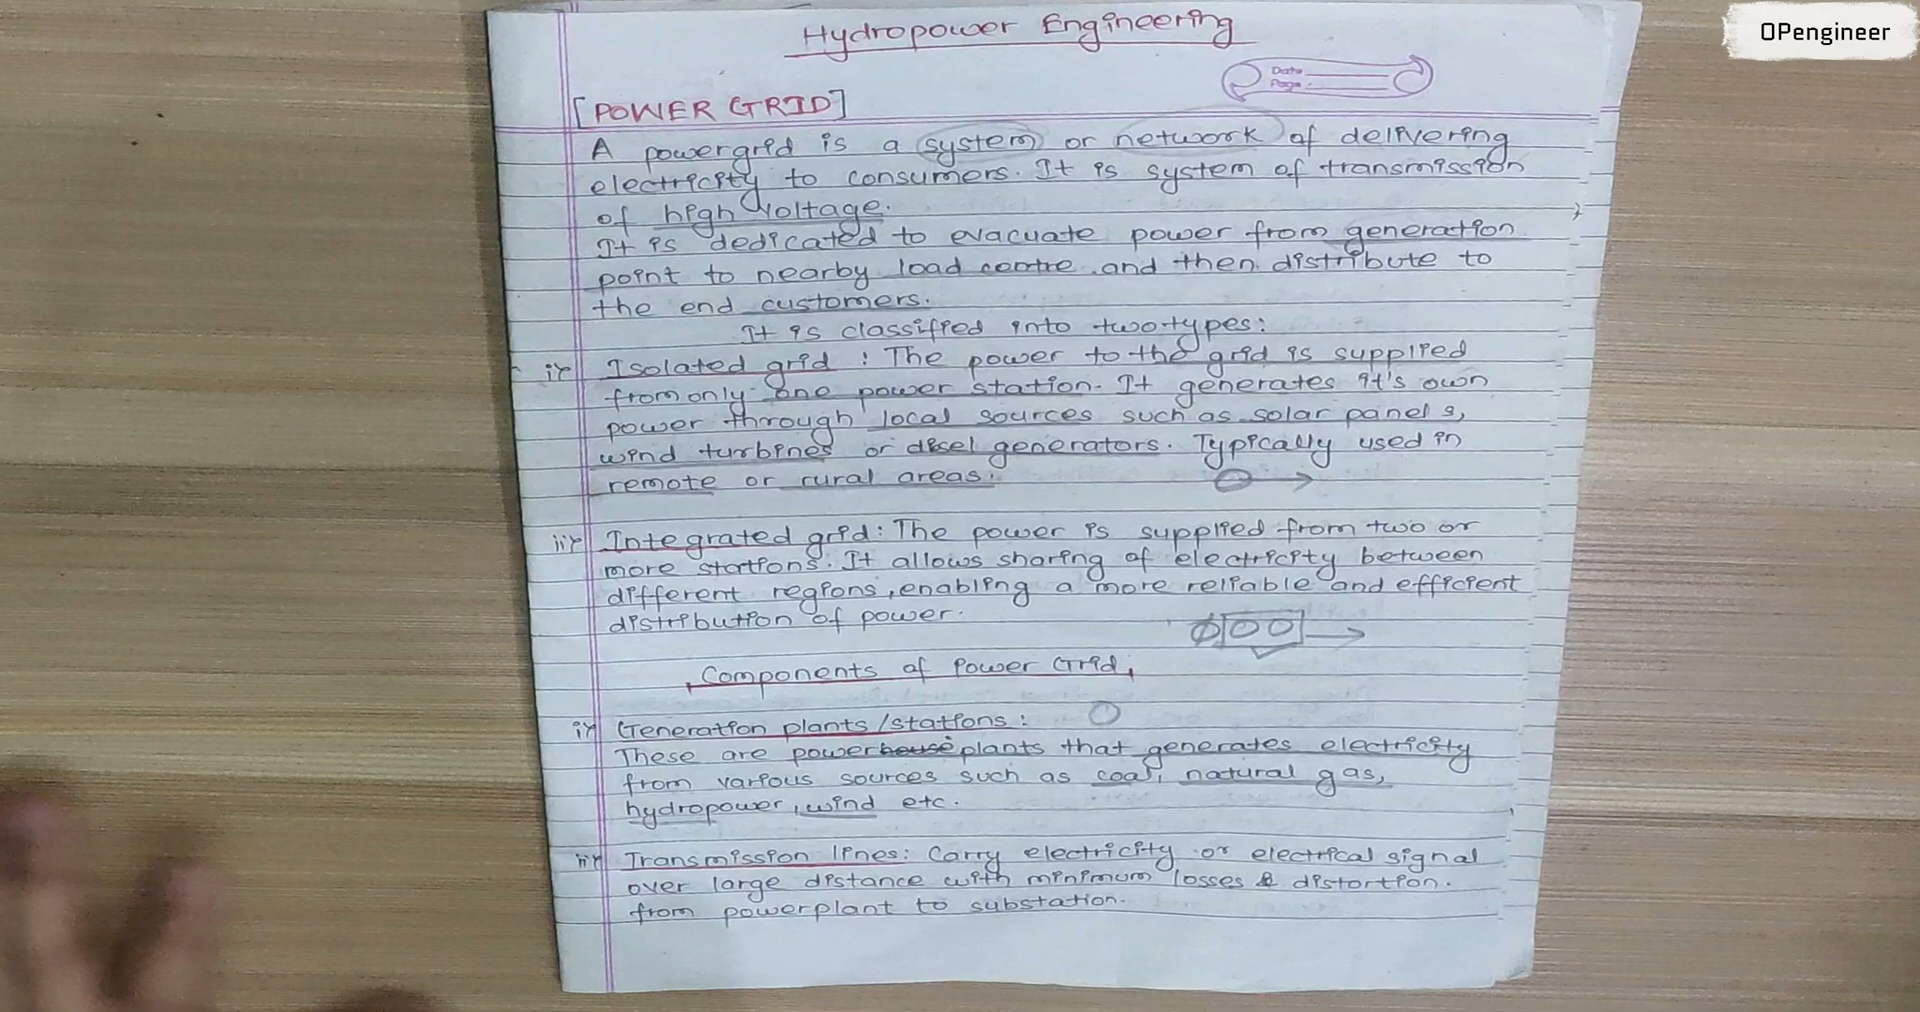 OPengineer
Hydropower Engineering
Date
Page
[POWER GRID]
A powergrid is a system or network of delivering
electricity to consumers. It is system of transmission
of high voltage.
It is dedicated to evacuate power from generation
point to nearby load centre and then distribute to
the end customers.
It is classified into two types:
i) Isolated grid : The power to the grid is supplied
from only one power station. It generates it's own
power through local sources such as solar panels,
wind turbines or disel generators. Typically used in
remote or rural areas.
ii) Integrated grid: The power is supplied from two or
more stations. It allows sharing of electricity between
different regions, enabling a more reliable and efficient
distribution of power.
Components of Power Grid
i) Generation plants/stations:
These are powerhouse plants that generates electricity
from various sources such as coal, natural gas,
hydropower, wind etc.
ii) Transmission lines: Carry electricity or electrical signal
over large distance with minimum losses & distortion.
from powerplant to substation.